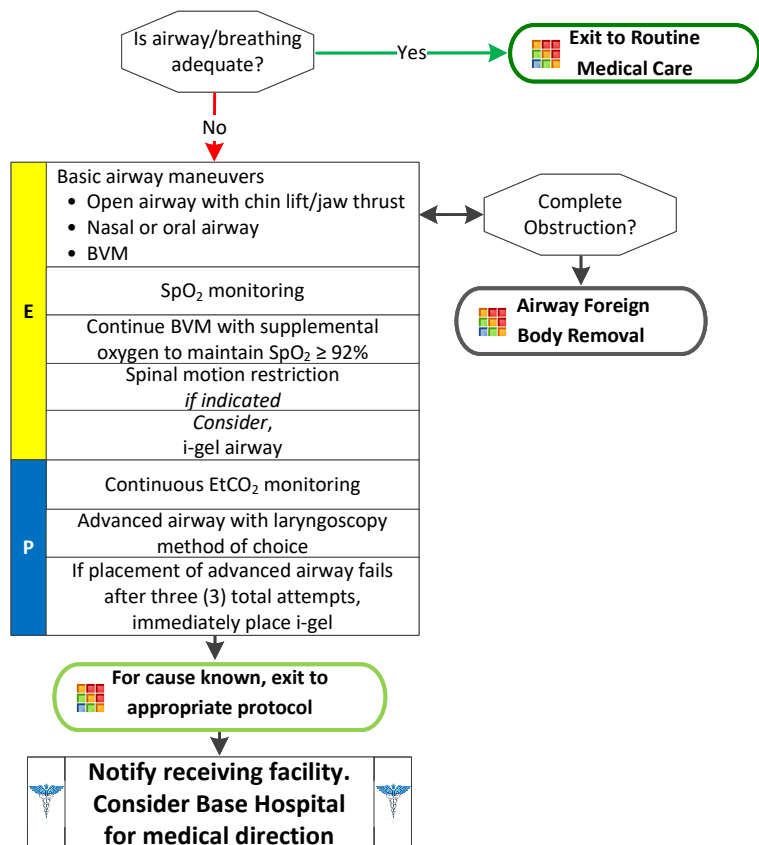 Is airway/breathing
adequate?
Yes
Exit to Routine
Medical Care
No
Basic airway maneuvers
• Open airway with chin lift/jaw thrust
• Nasal or oral airway
• BVM
Complete
Obstruction?
Airway Foreign
Body Removal
E
SpO₂ monitoring
Continue BVM with supplemental
oxygen to maintain SpO₂ ≥ 92%
Spinal motion restriction
if indicated
Consider,
i-gel airway
P
Continuous EtCO₂ monitoring
Advanced airway with laryngoscopy
method of choice
If placement of advanced airway fails
after three (3) total attempts,
immediately place i-gel
For cause known, exit to
appropriate protocol
Notify receiving facility.
Consider Base Hospital
for medical direction